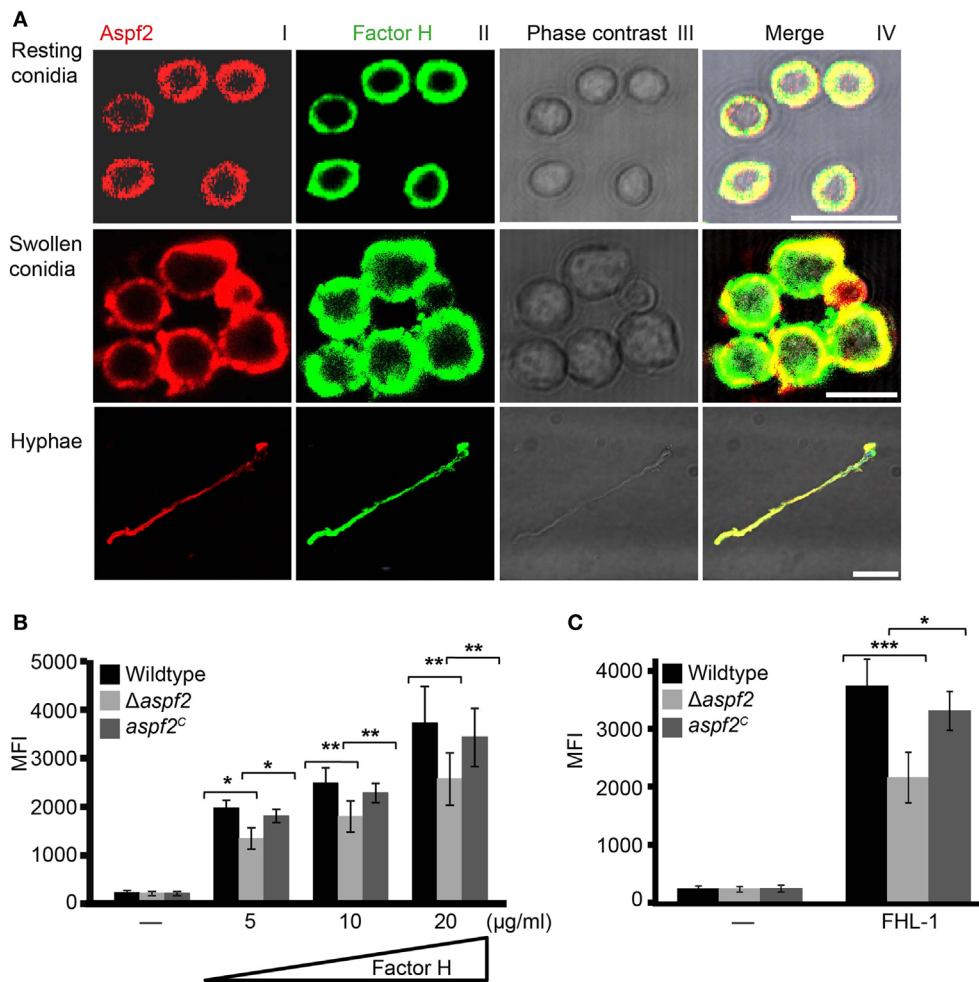 A
Aspf2 I Factor H II Phase contrast III Merge IV
Resting
conidia
Swollen
conidia
Hyphae
B
5000
4000
3000
2000
1000
0
MFI
Wildtype
Δaspf2
aspf2ᶜ
* * ** ** ** **
— 5 10 20 (µg/ml)
Factor H
C
4000
3000
2000
1000
0
MFI
Wildtype
Δaspf2
aspf2ᶜ
*
***
— FHL-1